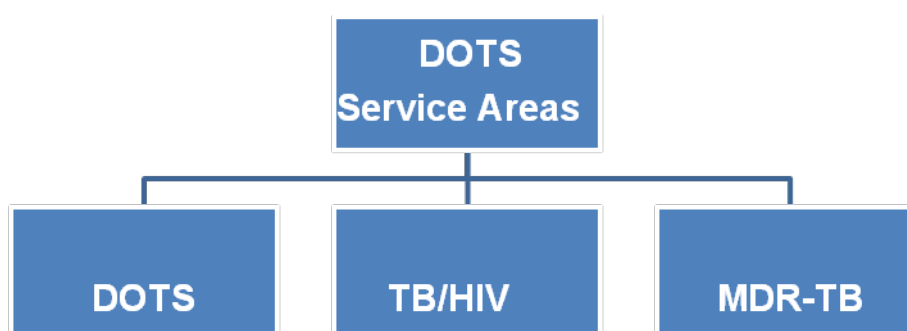 DOTS
Service Areas
DOTS
TB/HIV
MDR-TB